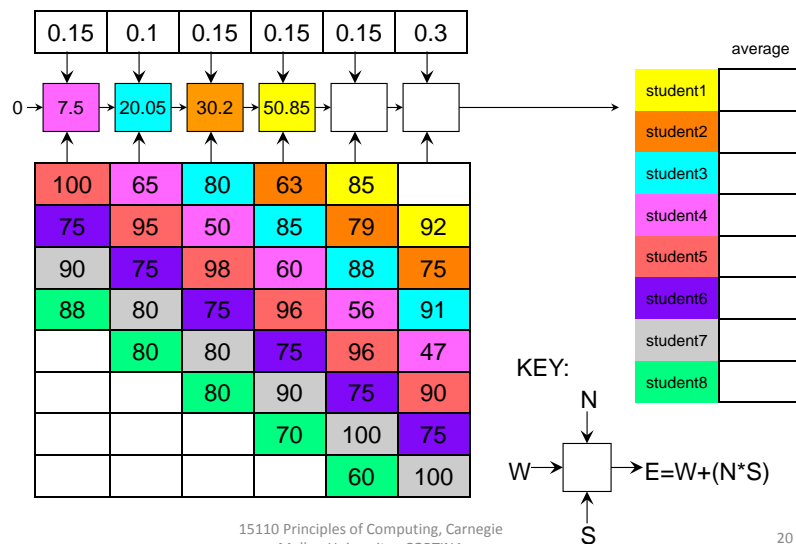 0.15 0.1 0.15 0.15 0.15 0.3
average
0 7.5 20.05 30.2 50.85
student1
student2
student3
student4
student5
student6
student7
student8
100 65 80 63 85
75 95 50 85 79 92
90 75 98 60 88 75
88 80 75 96 56 91
80 80 75 96 47
80 90 75 90
70 100 75
60 100
KEY:
N
W E=W+(N*S)
S
15110 Principles of Computing, Carnegie
20